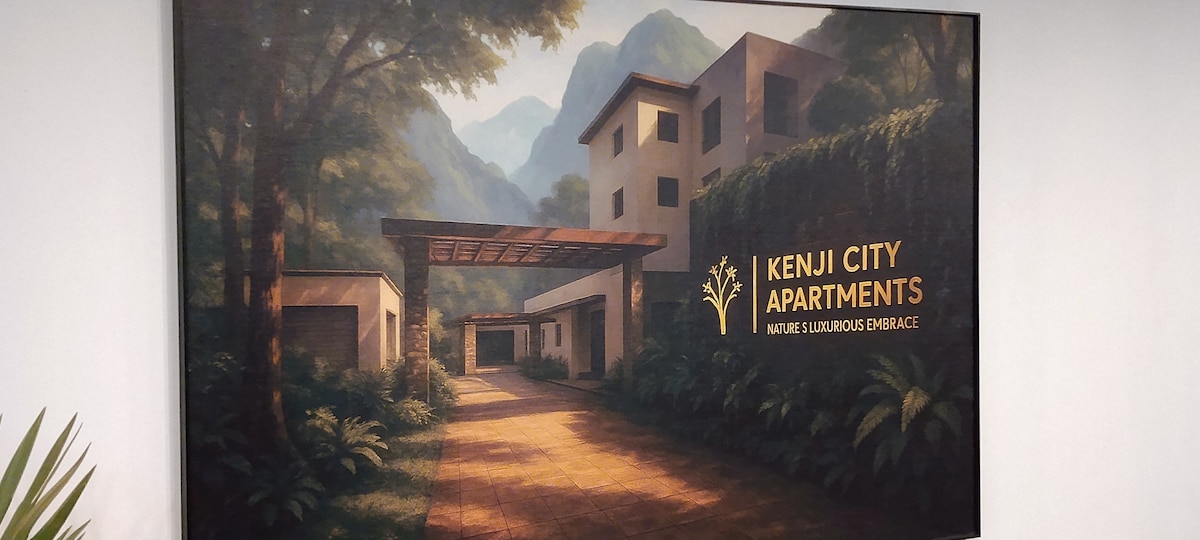 KENJI CITY
APARTMENTS
NATURE S LUXURIOUS EMBRACE